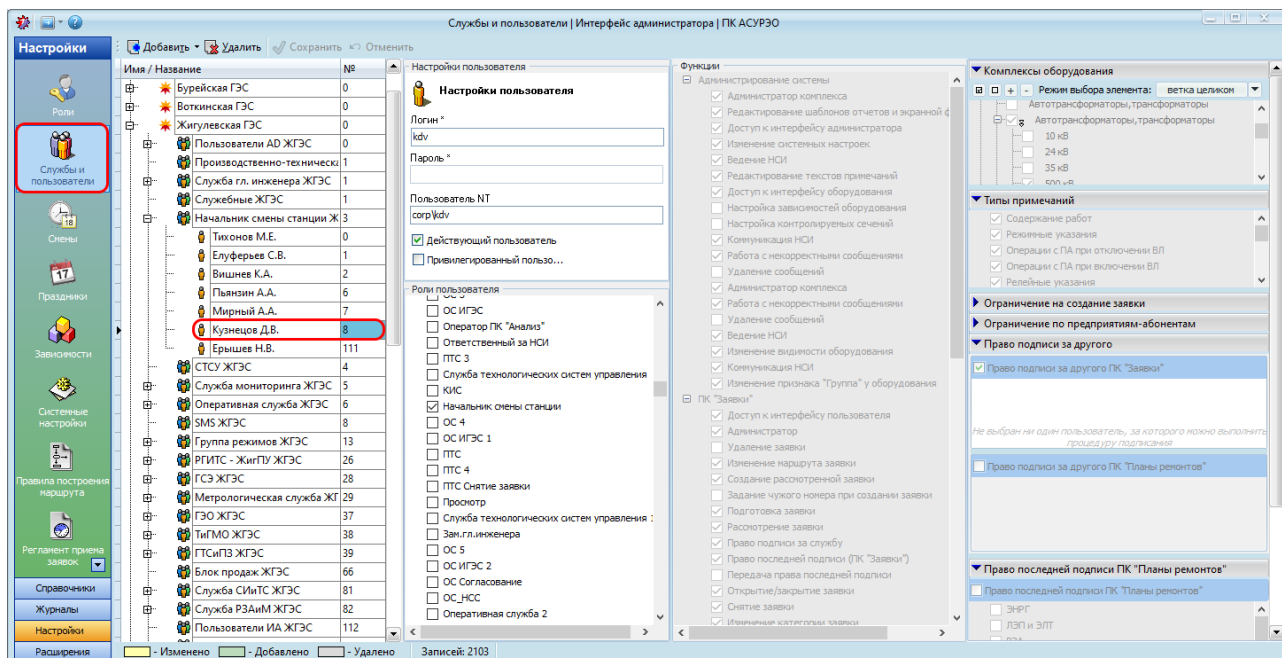 Службы и пользователи | Интерфейс администратора | ПК АСУРЭО
Настройки
Добавить
Удалить
Сохранить
Отменить
Роли
Службы и
пользователи
18
Смены
17
Праздники
Зависимости
Системные
настройки
Правила построения
маршрута
Регламент приема
заявок
Справочники
Журналы
Настройки
Расширения
Имя / Название №
Бурейская ГЭС 0
Воткинская ГЭС 0
Жигулевская ГЭС 0
Пользователи AD ЖГЭС 0
Производственно-техническа 1
Служба гл. инженера ЖГЭС 1
Служебные ЖГЭС 1
Начальник смены станции Ж 3
Тихонов М.Е. 0
Елуферьев С.В. 1
Вишнев К.А. 2
Пьянзин А.А. 6
Мирный А.А. 7
Кузнецов Д.В. 8
Ерышев Н.В. 111
СТСУ ЖГЭС 4
Служба мониторинга ЖГЭС 5
Оперативная служба ЖГЭС 6
SMS ЖГЭС 8
Группа режимов ЖГЭС 13
РГИТС - ЖигПУ ЖГЭС 26
ГСЭ ЖГЭС 28
Метрологическая служба ЖГ 29
ГЭО ЖГЭС 37
ТиГМО ЖГЭС 38
ГТСиПЗ ЖГЭС 39
Блок продаж ЖГЭС 66
Служба СИиТС ЖГЭС 81
Служба РЗАиМ ЖГЭС 82
Пользователи ИА ЖГЭС 112
Настройки пользователя
Настройки пользователя
Логин *
kdv
Пароль *
Пользователь NT
corp\kdv
Действующий пользователь
Привилегированный пользо...
Роли пользователя
ОС ИГЭС
Оператор ПК "Анализ"
Ответственный за НСИ
ПТС 3
Служба технологических систем управления
КИС
Начальник смены станции
ОС 4
ОС ИГЭС 1
ПТС
ПТС 4
ПТС Снятие заявки
Просмотр
Служба технологических систем управления 1
Зам.гл.инженера
ОС 5
ОС ИГЭС 2
ОС Согласование
ОС_НСС
Оперативная служба 2
Функции
Администрирование системы
Администратор комплекса
Редактирование шаблонов отчетов и экранной ф
Доступ к интерфейсу администратора
Изменение системных настроек
Ведение НСИ
Редактирование текстов примечаний
Доступ к интерфейсу оборудования
Настройка зависимостей оборудования
Настройка контролируемых сечений
Коммуникация НСИ
Работа с некорректными сообщениями
Удаление сообщений
Администратор комплекса
Работа с некорректными сообщениями
Удаление сообщений
Ведение НСИ
Изменение видимости оборудования
Коммуникация НСИ
Изменение признака "Группа" у оборудования
ПК "Заявки"
Доступ к интерфейсу пользователя
Администратор
Удаление заявки
Изменение маршрута заявки
Создание рассмотренной заявки
Задание чужого номера при создании заявки
Подготовка заявки
Рассмотрение заявки
Право подписи за службу
Право последней подписи (ПК "Заявки")
Передача права последней подписи
Открытие/закрытие заявки
Снятие заявки
Изменение категории заявки
Комплексы оборудования
Режим выбора элемента: ветка целиком
Автотрансформаторы,трансформаторы
Автотрансформаторы,трансформаторы
10 кВ
24 кВ
35 кВ
500 кВ
Типы примечаний
Содержание работ
Режимные указания
Операции с ПА при отключении ВЛ
Операции с ПА при включении ВЛ
Релейные указания
Ограничение на создание заявки
Ограничение по предприятиям-абонентам
Право подписи за другого
Право подписи за другого ПК "Заявки"
Не выбран ни один пользователь, за которого можно выполнить
процедуру подписания
Право подписи за другого ПК "Планы ремонтов"
Право последней подписи ПК "Планы ремонтов"
Право последней подписи ПК "Планы ремонтов"
ЭНРГ
ЛЭП и ЭЛТ
- Изменено - Добавлено - Удалено Записей: 2103